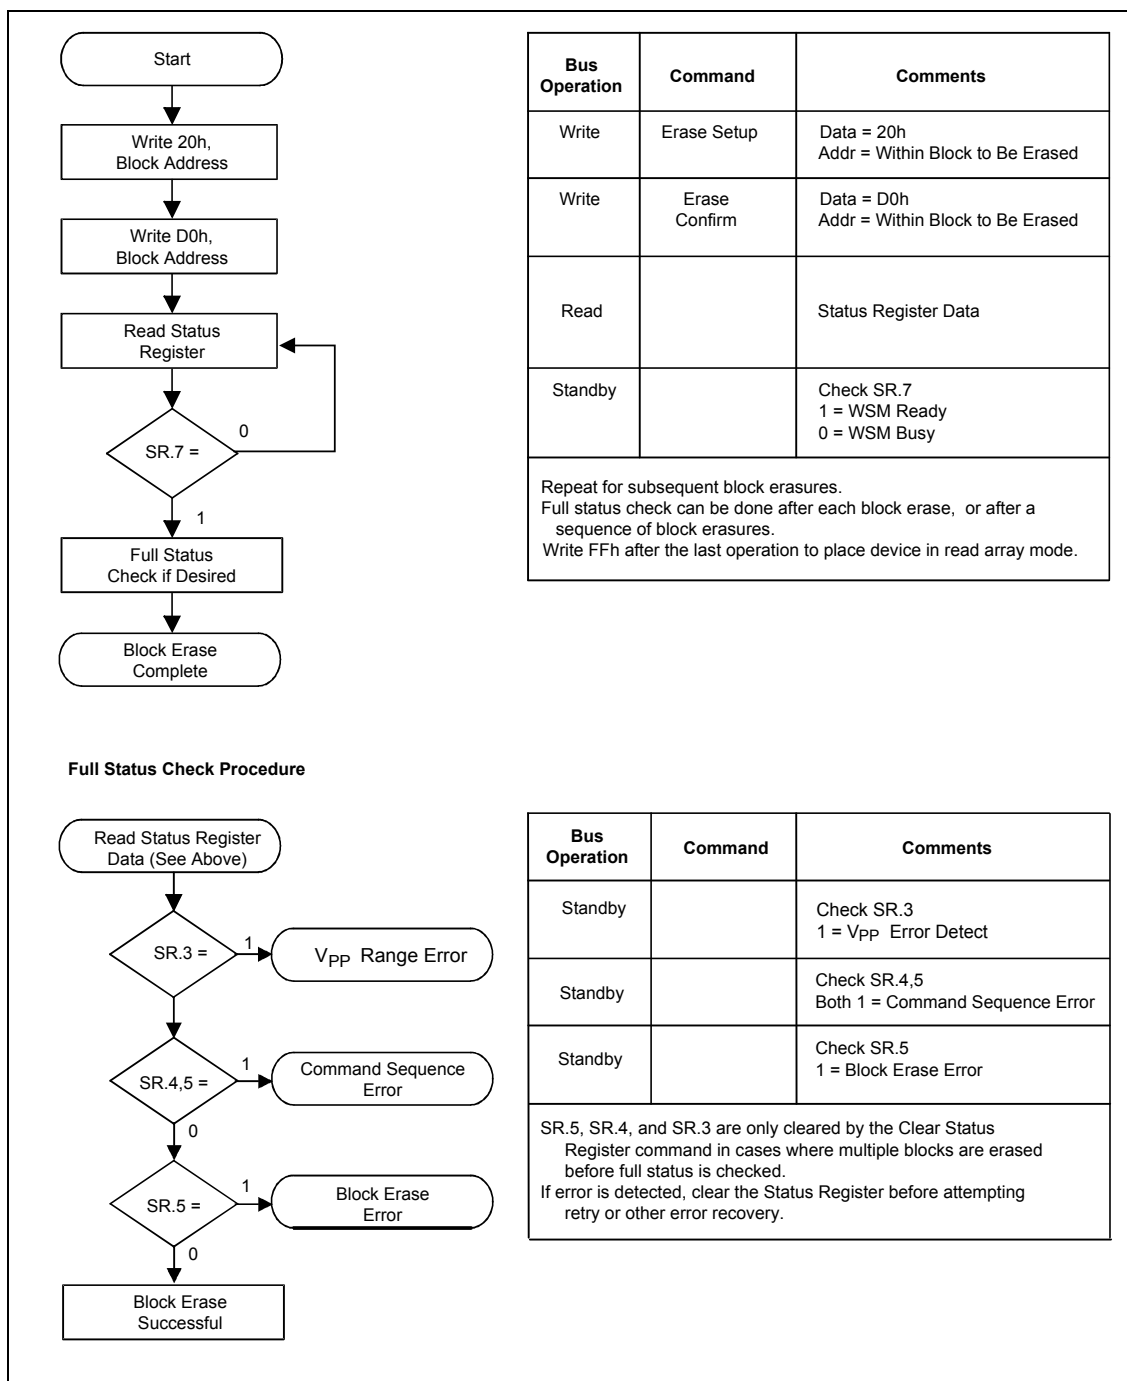 Start
Write 20h,
Block Address
Write D0h,
Block Address
Read Status
Register
0
SR.7 =
1
Full Status
Check if Desired
Block Erase
Complete
Bus
Operation
Command
Comments
Write
Erase Setup
Data = 20h
Addr = Within Block to Be Erased
Write
Erase
Confirm
Data = D0h
Addr = Within Block to Be Erased
Read
Status Register Data
Standby
Check SR.7
1 = WSM Ready
0 = WSM Busy
Repeat for subsequent block erasures.
Full status check can be done after each block erase, or after a
sequence of block erasures.
Write FFh after the last operation to place device in read array mode.
Full Status Check Procedure
Read Status Register
Data (See Above)
SR.3 =
1
VPP Range Error
SR.4,5 =
1
Command Sequence
Error
0
SR.5 =
1
Block Erase
Error
0
Block Erase
Successful
Bus
Operation
Command
Comments
Standby
Check SR.3
1 = VPP Error Detect
Standby
Check SR.4,5
Both 1 = Command Sequence Error
Standby
Check SR.5
1 = Block Erase Error
SR.5, SR.4, and SR.3 are only cleared by the Clear Status
Register command in cases where multiple blocks are erased
before full status is checked.
If error is detected, clear the Status Register before attempting
retry or other error recovery.